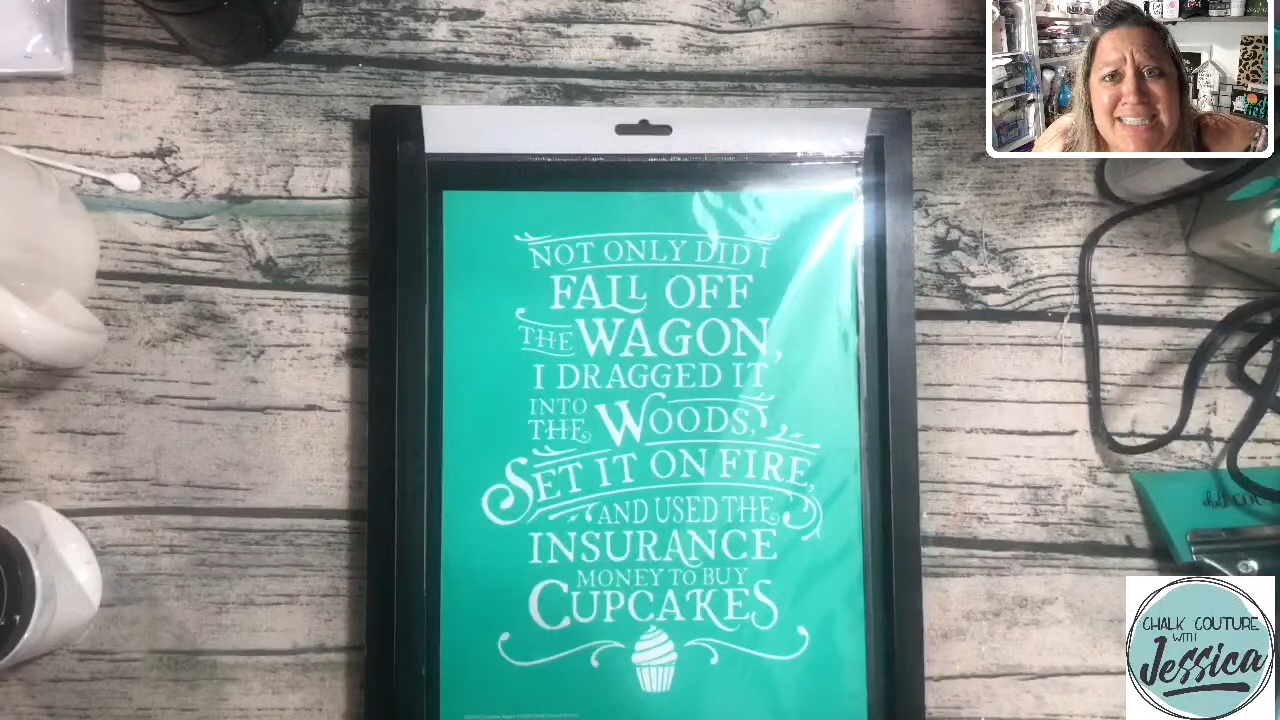 NOT ONLY DID I
FALL OFF
THE WAGON,
I DRAGGED IT
INTO
THE WOODS,
SET IT ON FIRE,
AND USED THE
INSURANCE
MONEY TO BUY
CUPCAKES
CHALK COUTURE
WITH
Jessica